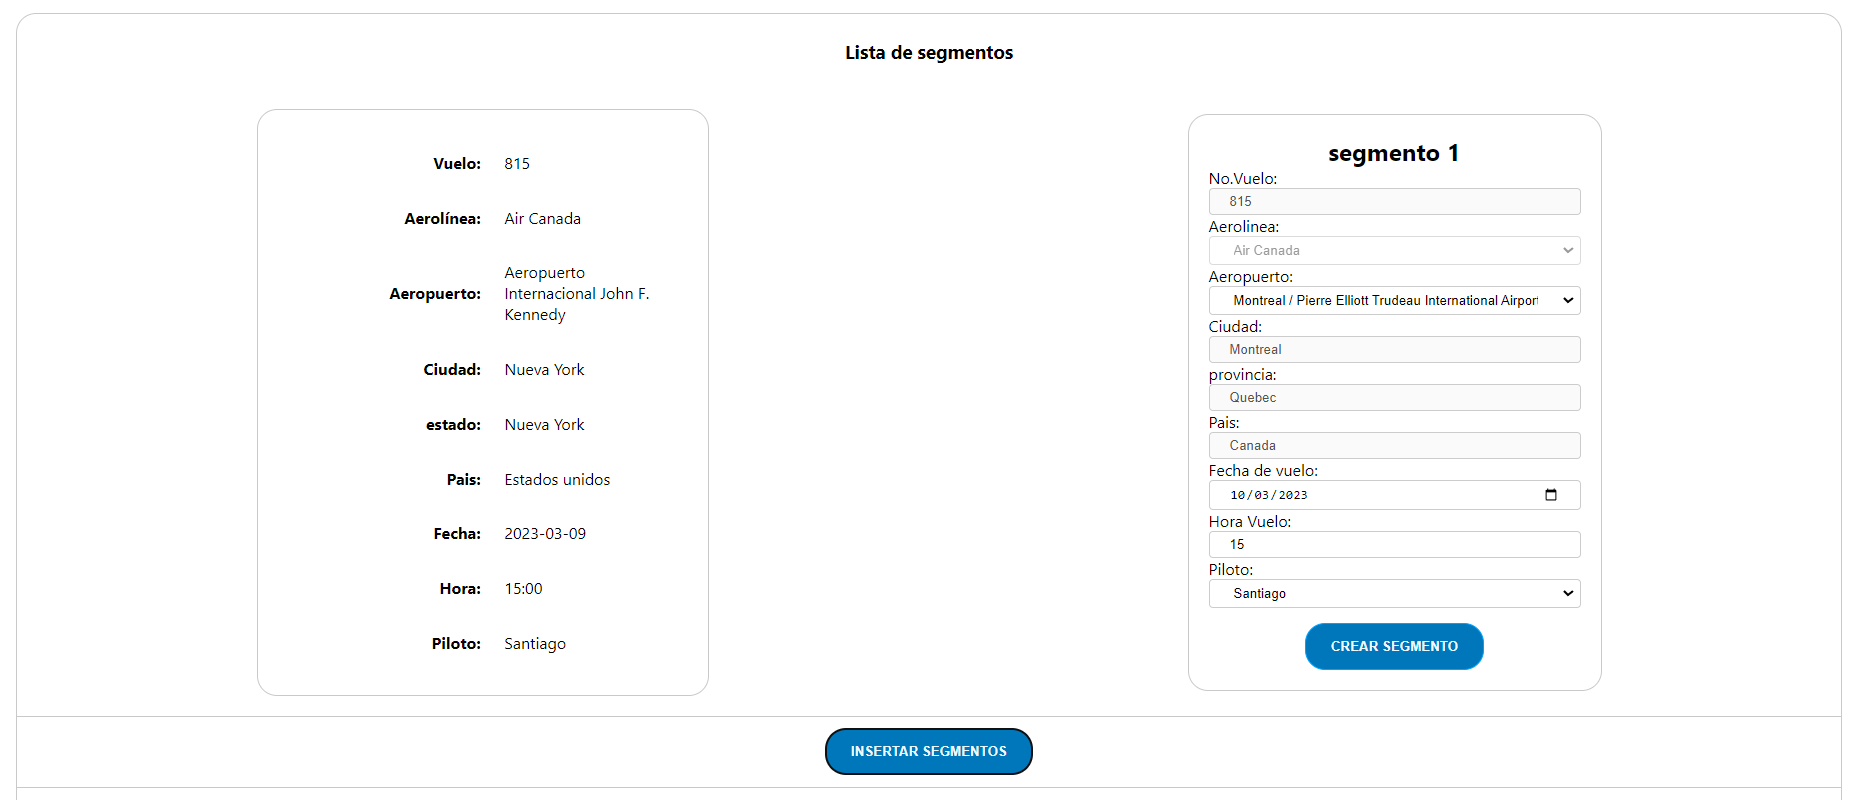 Lista de segmentos
Vuelo: 815
Aerolínea: Air Canada
Aeropuerto: Aeropuerto
Internacional John F.
Kennedy
Ciudad: Nueva York
estado: Nueva York
Pais: Estados unidos
Fecha: 2023-03-09
Hora: 15:00
Piloto: Santiago
segmento 1
No.Vuelo:
815
Aerolinea:
Air Canada
Aeropuerto:
Montreal / Pierre Elliott Trudeau International Airport
Ciudad:
Montreal
provincia:
Quebec
Pais:
Canada
Fecha de vuelo:
10/03/2023
Hora Vuelo:
15
Piloto:
Santiago
CREAR SEGMENTO
INSERTAR SEGMENTOS